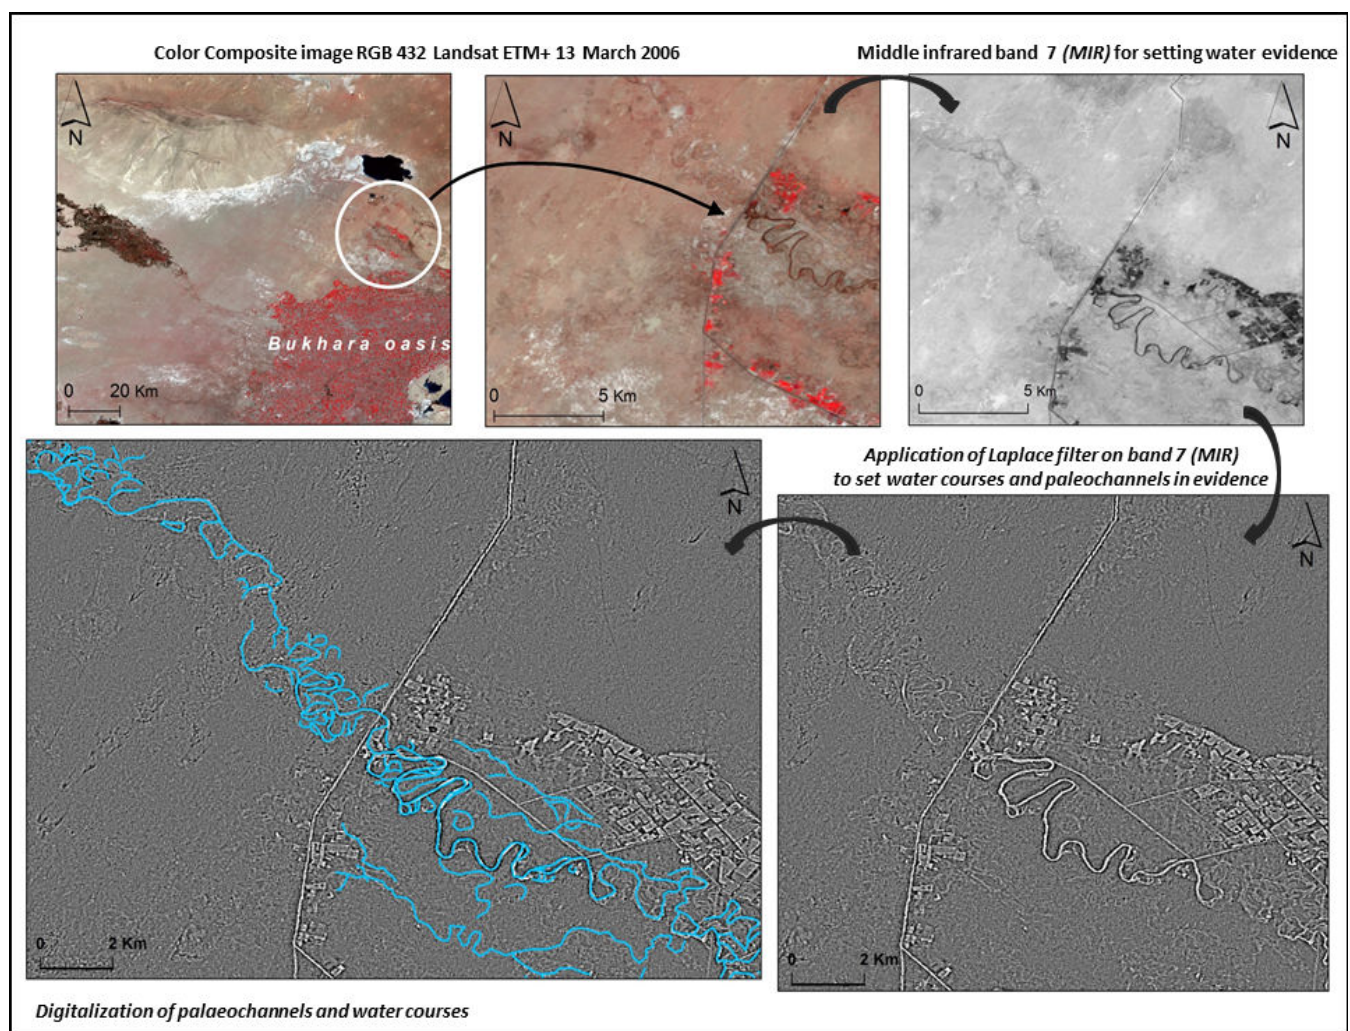 Color Composite image RGB 432 Landsat ETM+ 13 March 2006
Middle infrared band 7 (MIR) for setting water evidence
N
N
N
Bukhara oasis
0 20 Km
0 5 Km
0 5 Km
Application of Laplace filter on band 7 (MIR)
to set water courses and paleochannels in evidence
N
N
0 2 Km
0 2 Km
Digitalization of palaeochannels and water courses